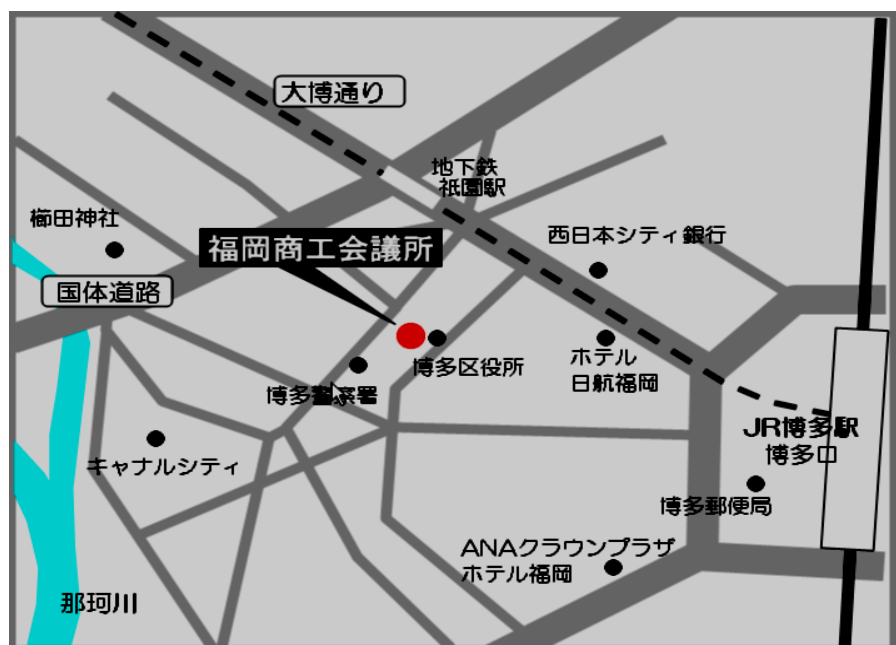 大博通り
地下鉄
祇園駅
櫛田神社
西日本シティ銀行
福岡商工会議所
国体道路
博多区役所
ホテル
日航福岡
博多警察署
JR博多駅
博多口
キャナルシティ
博多郵便局
ANAクラウンプラザ
ホテル福岡
那珂川